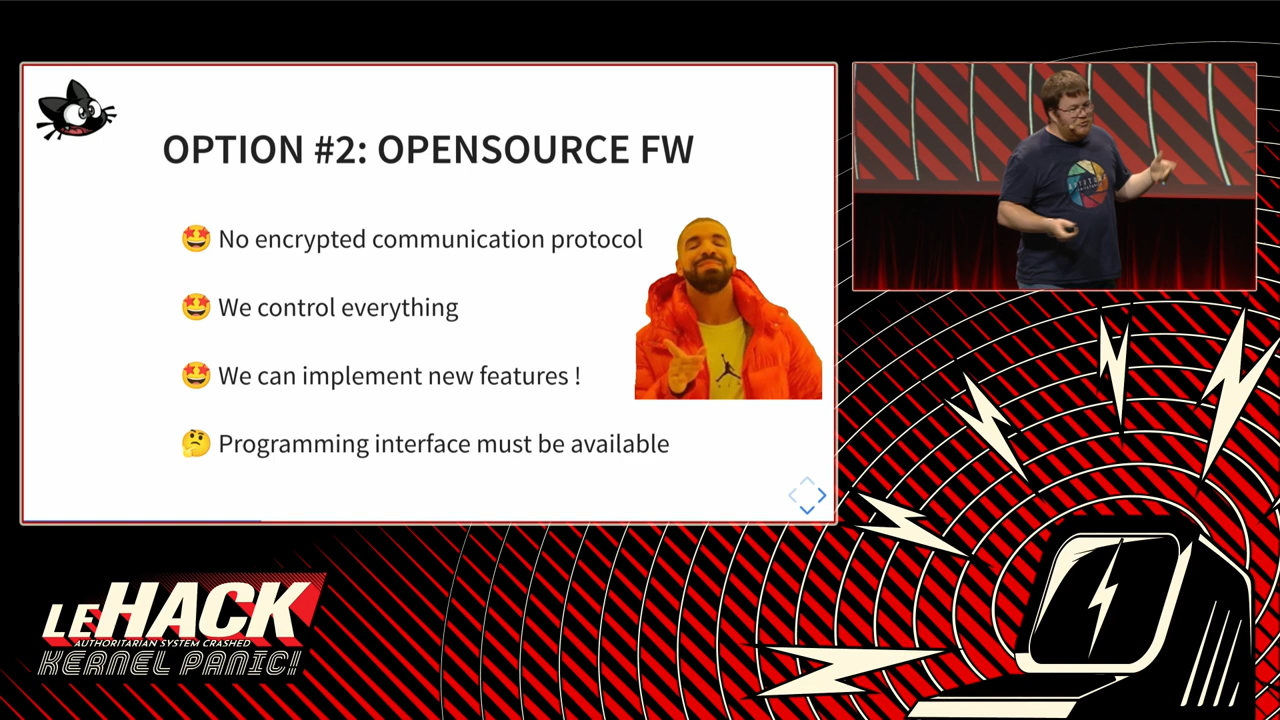 OPTION #2: OPENSOURCE FW
No encrypted communication protocol
We control everything
We can implement new features !
Programming interface must be available
LEHACK
AUTHORITARIAN SYSTEM CRASHED
KERNEL PANIC!